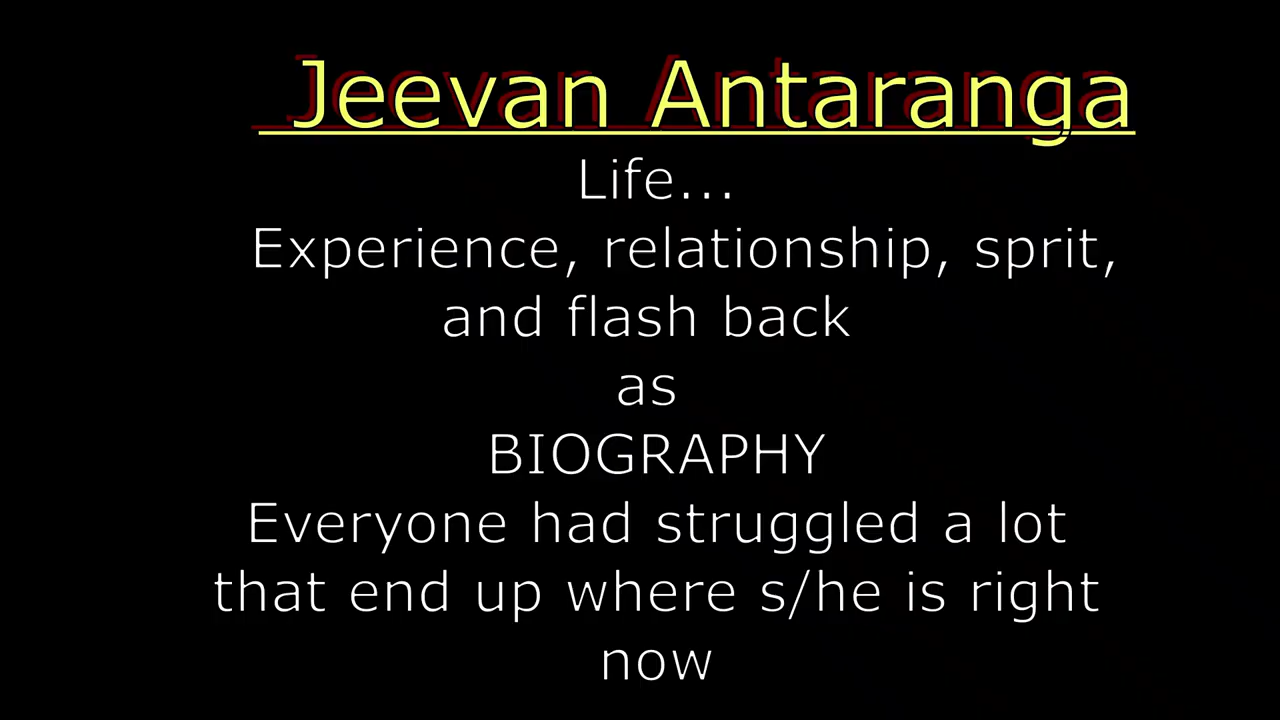 Jeevan Antaranga
Life...
Experience, relationship, sprit,
and flash back
as
BIOGRAPHY
Everyone had struggled a lot
that end up where s/he is right
now